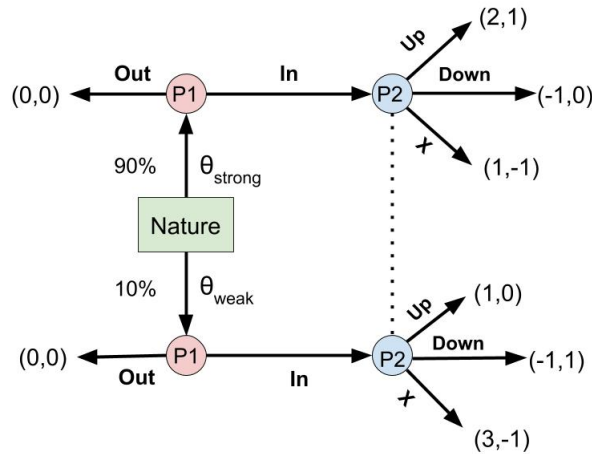 Up (2,1)
(0,0) Out P1 In P2 Down (-1,0)
X (1,-1)
90% θstrong
Nature
10% θweak
Up (1,0)
(0,0) Out P1 In P2 Down (-1,1)
X (3,-1)